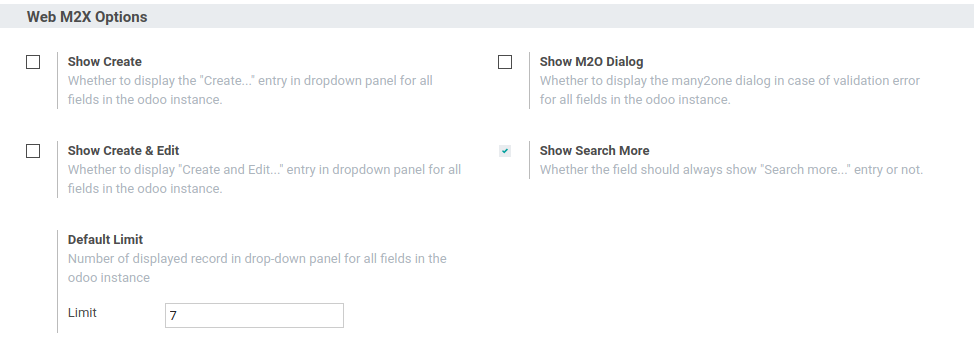 Web M2X Options
Show Create
Whether to display the "Create..." entry in dropdown panel for all
fields in the odoo instance.
Show M2O Dialog
Whether to display the many2one dialog in case of validation error
for all fields in the odoo instance.
Show Create & Edit
Whether to display "Create and Edit..." entry in dropdown panel for all
fields in the odoo instance.
Show Search More
Whether the field should always show "Search more..." entry or not.
Default Limit
Number of displayed record in drop-down panel for all fields in the
odoo instance
Limit
7